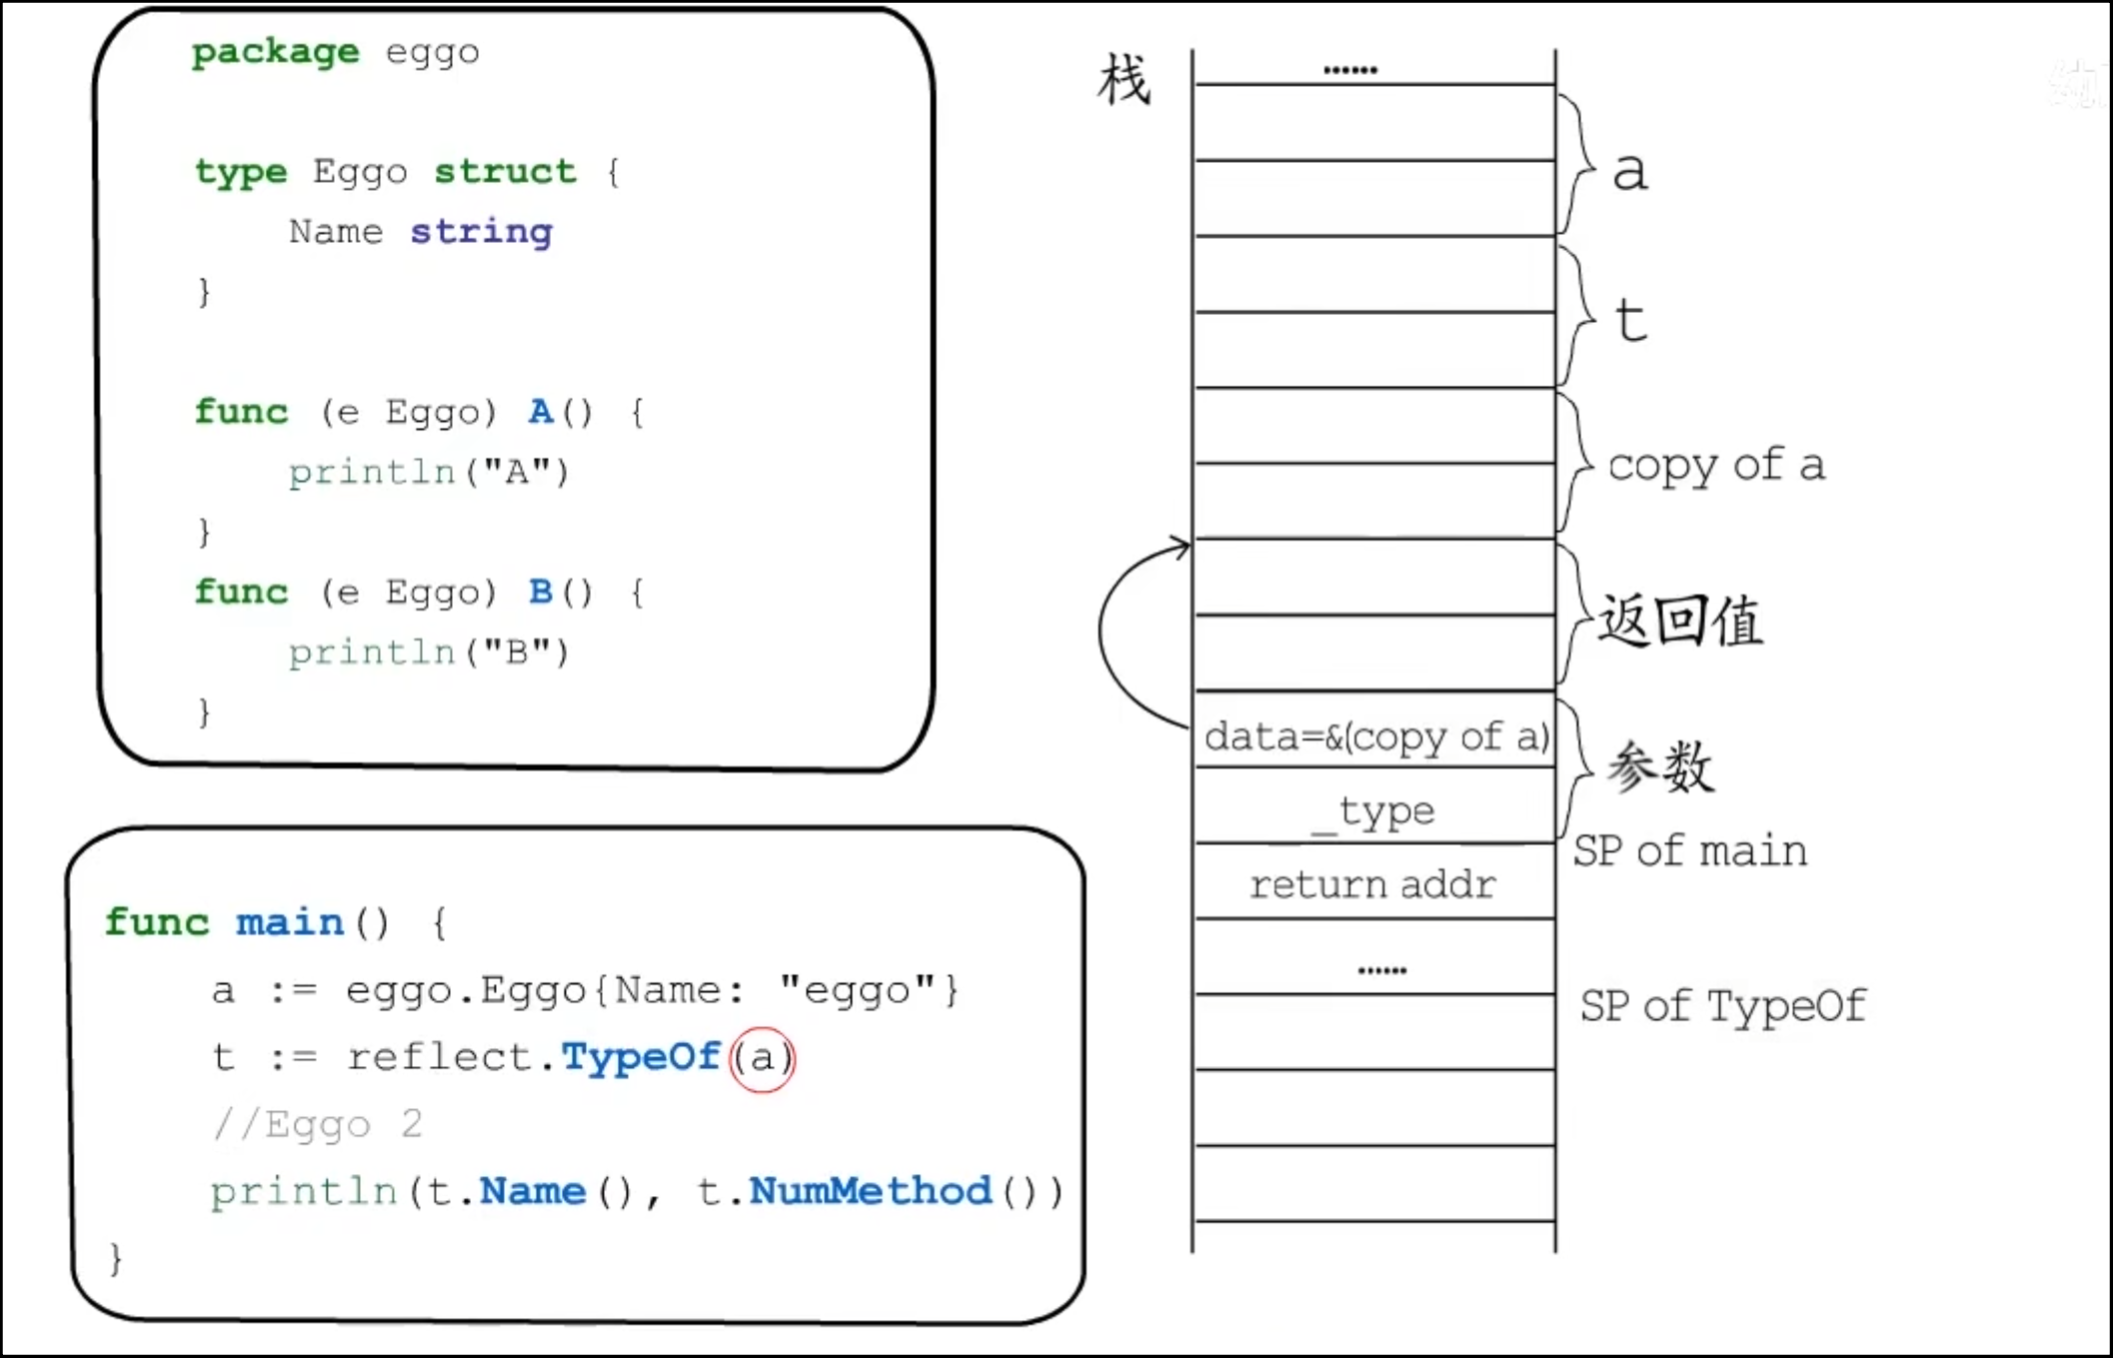 package eggo
type Eggo struct {
    Name string
}
func (e Eggo) A() {
    println("A")
}
func (e Eggo) B() {
    println("B")
}
func main() {
    a := eggo.Eggo{Name: "eggo"}
    t := reflect.TypeOf(a)
    //Eggo 2
    println(t.Name(), t.NumMethod())
}
栈
......
a
t
copy of a
返回值
data=&(copy of a)
参数
_type
SP of main
return addr
......
SP of TypeOf